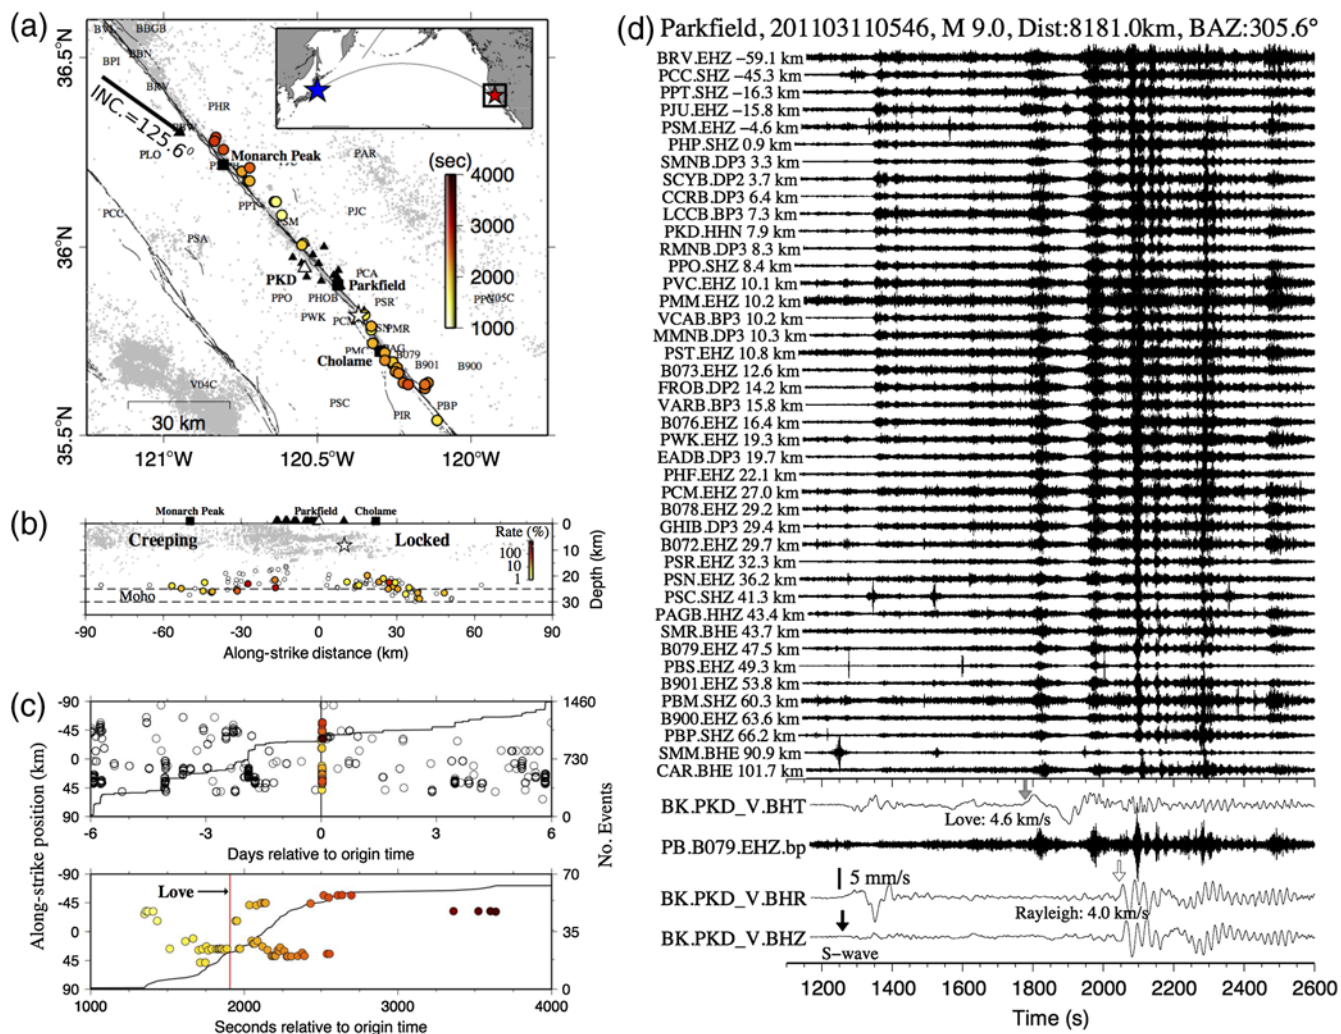 (a)
36.5°N
36°N
35.5°N
121°W
120.5°W
120°W
BVL
BBGB
BBN
BPI
BRV
PHR
INC.=125.6°
PLO
Monarch Peak
PAR
PPT
PSM
PJC
PCC
PSA
PKD
PCA
Parkfield
PPO
PHOB
PSR
PPG
V05C
PWK
PCM
PMR
Cholame
B079
B901
B900
V04C
PSC
PIR
PBP
30 km
(sec)
4000
3000
2000
1000
(b)
Monarch Peak
Parkfield
Cholame
Creeping
Locked
Rate (%)
100
10
1
Moho
0
10
20
30
Depth (km)
-90
-60
-30
0
30
60
90
Along-strike distance (km)
(c)
Along-strike position (km)
-90
-45
0
45
90
1460
730
0
No. Events
-6
-3
0
3
6
Days relative to origin time
Love
-90
-45
0
45
90
70
35
0
1000
2000
3000
4000
Seconds relative to origin time
(d) Parkfield, 201103110546, M 9.0, Dist:8181.0km, BAZ:305.6°
BRV.EHZ -59.1 km
PCC.SHZ -45.3 km
PPT.SHZ -16.3 km
PJU.EHZ -15.8 km
PSM.EHZ -4.6 km
PHP.SHZ 0.9 km
SMNB.DP3 3.3 km
SCYB.DP2 3.7 km
CCRB.DP3 6.4 km
LCCB.BP3 7.3 km
PKD.HHN 7.9 km
RMNB.DP3 8.3 km
PPO.SHZ 8.4 km
PVC.EHZ 10.1 km
PMM.EHZ 10.2 km
VCAB.BP3 10.2 km
MMNB.DP3 10.3 km
PST.EHZ 10.8 km
B073.EHZ 12.6 km
FROB.DP2 14.2 km
VARB.BP3 15.8 km
B076.EHZ 16.4 km
PWK.EHZ 19.3 km
EADB.DP3 19.7 km
PHF.EHZ 22.1 km
PCM.EHZ 27.0 km
B078.EHZ 29.2 km
GHIB.DP3 29.4 km
B072.EHZ 29.7 km
PSR.EHZ 32.3 km
PSN.EHZ 36.2 km
PSC.SHZ 41.3 km
PAGB.HHZ 43.4 km
SMR.BHE 43.7 km
B079.EHZ 47.5 km
PBS.EHZ 49.3 km
B901.EHZ 53.8 km
PBM.SHZ 60.3 km
B900.EHZ 63.6 km
PBP.SHZ 66.2 km
SMM.BHE 90.9 km
CAR.BHE 101.7 km
BK.PKD_V.BHT
Love: 4.6 km/s
PB.B079.EHZ.bp
5 mm/s
BK.PKD_V.BHR
Rayleigh: 4.0 km/s
BK.PKD_V.BHZ
S-wave
1200
1400
1600
1800
2000
2200
2400
2600
Time (s)